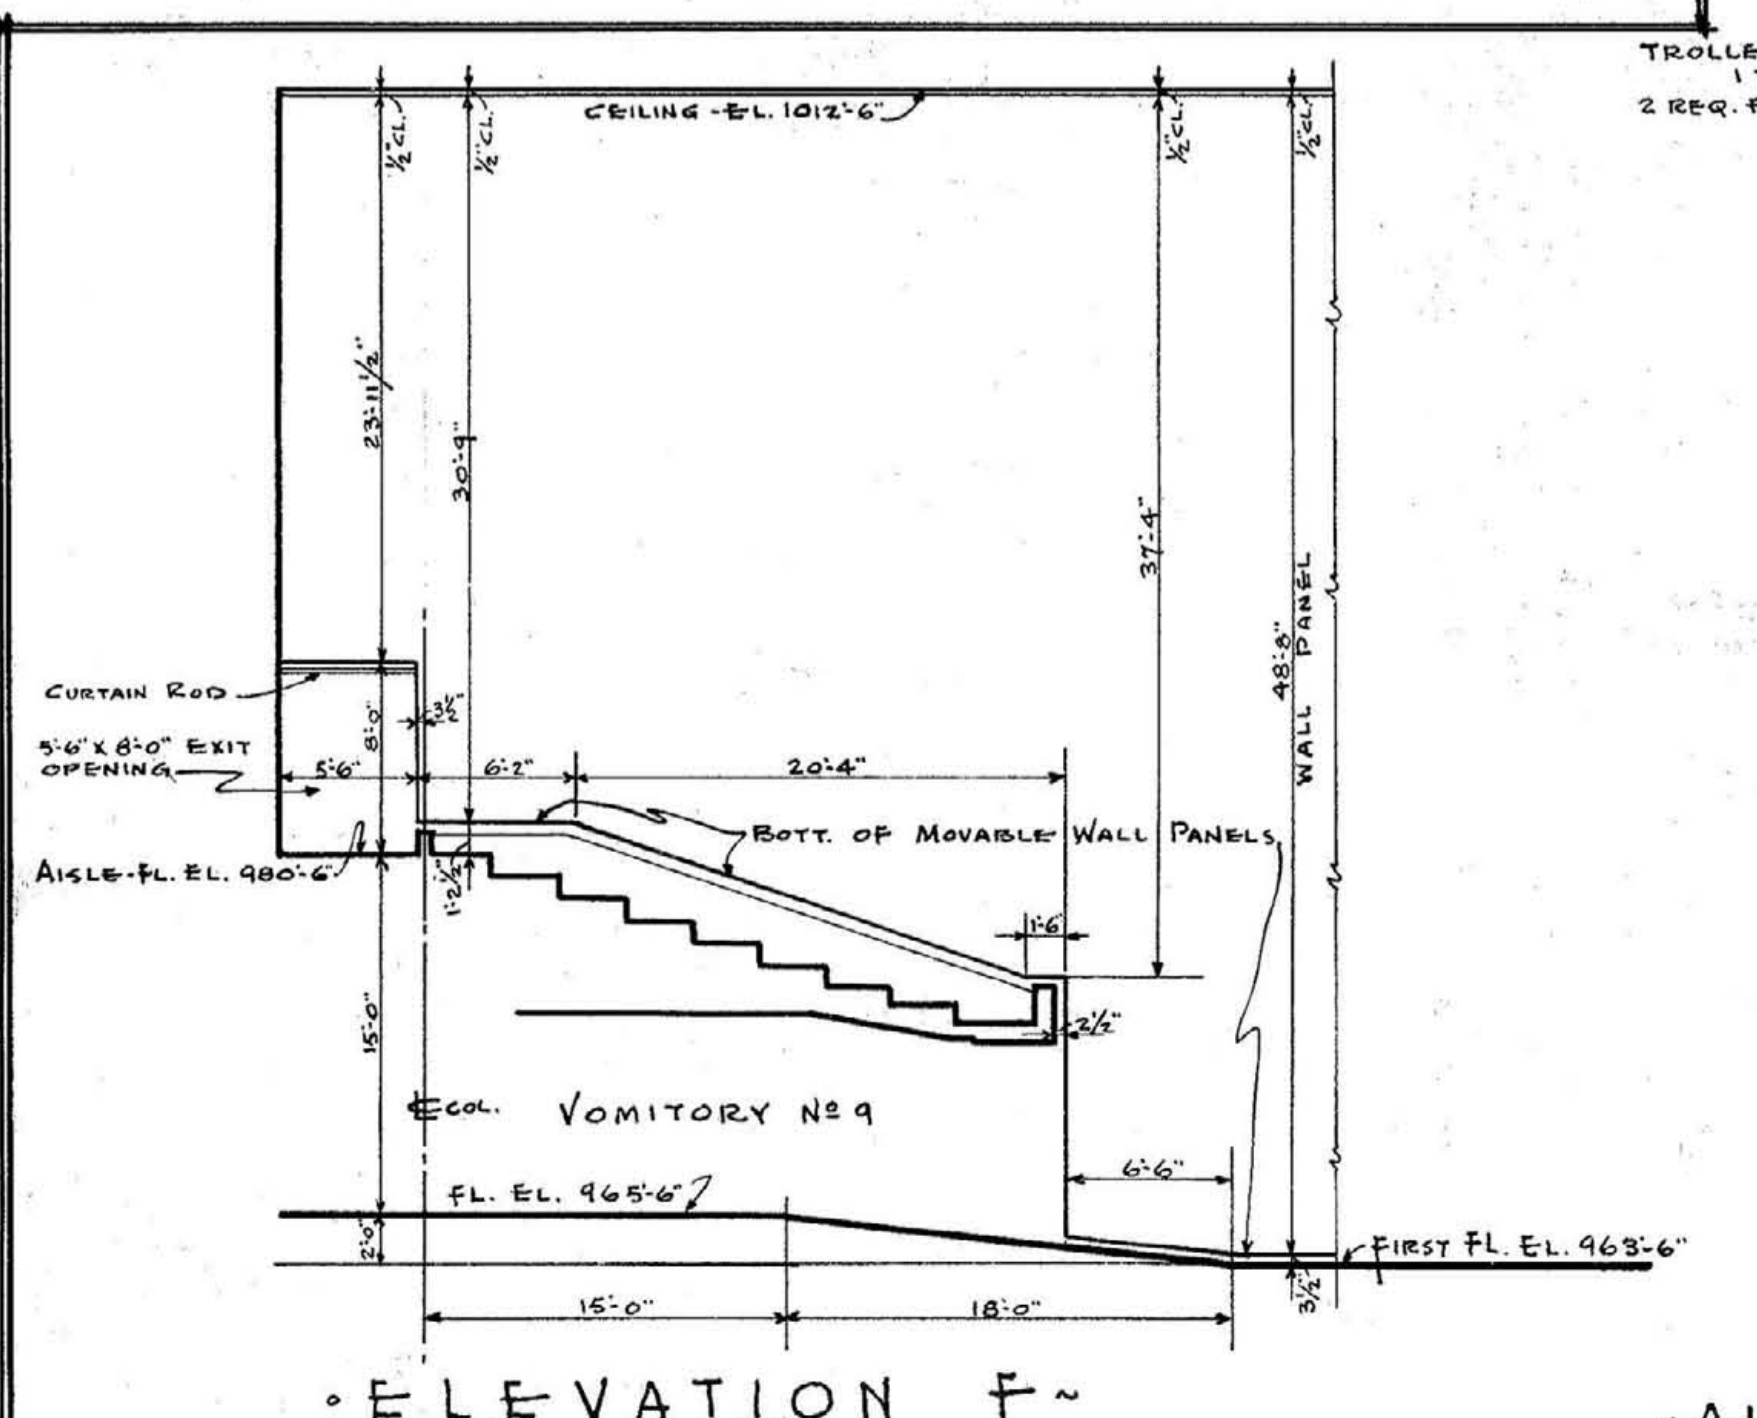 TROLLE
1
2 REQ. F
CEILING - EL. 1012'-6"
½" CL.
½" CL.
½" CL.
½" CL.
23'-11 1/2"
30'-9"
37'-4"
48'-8"
WALL PANEL
CURTAIN ROD
3½"
8'-0"
5'-6" X 8'-0" EXIT
OPENING
5'-6"
6'-2"
20'-4"
BOTT. OF MOVABLE WALL PANELS
AISLE-FL. EL. 980'-6"
1'-2½"
1'-6"
2½"
15'-0"
℄ COL.
VOMITORY Nº 9
6'-6"
FL. EL. 965'-6"
2'-0"
FIRST FL. EL. 963'-6"
3½"
15'-0"
18'-0"
ELEVATION F~